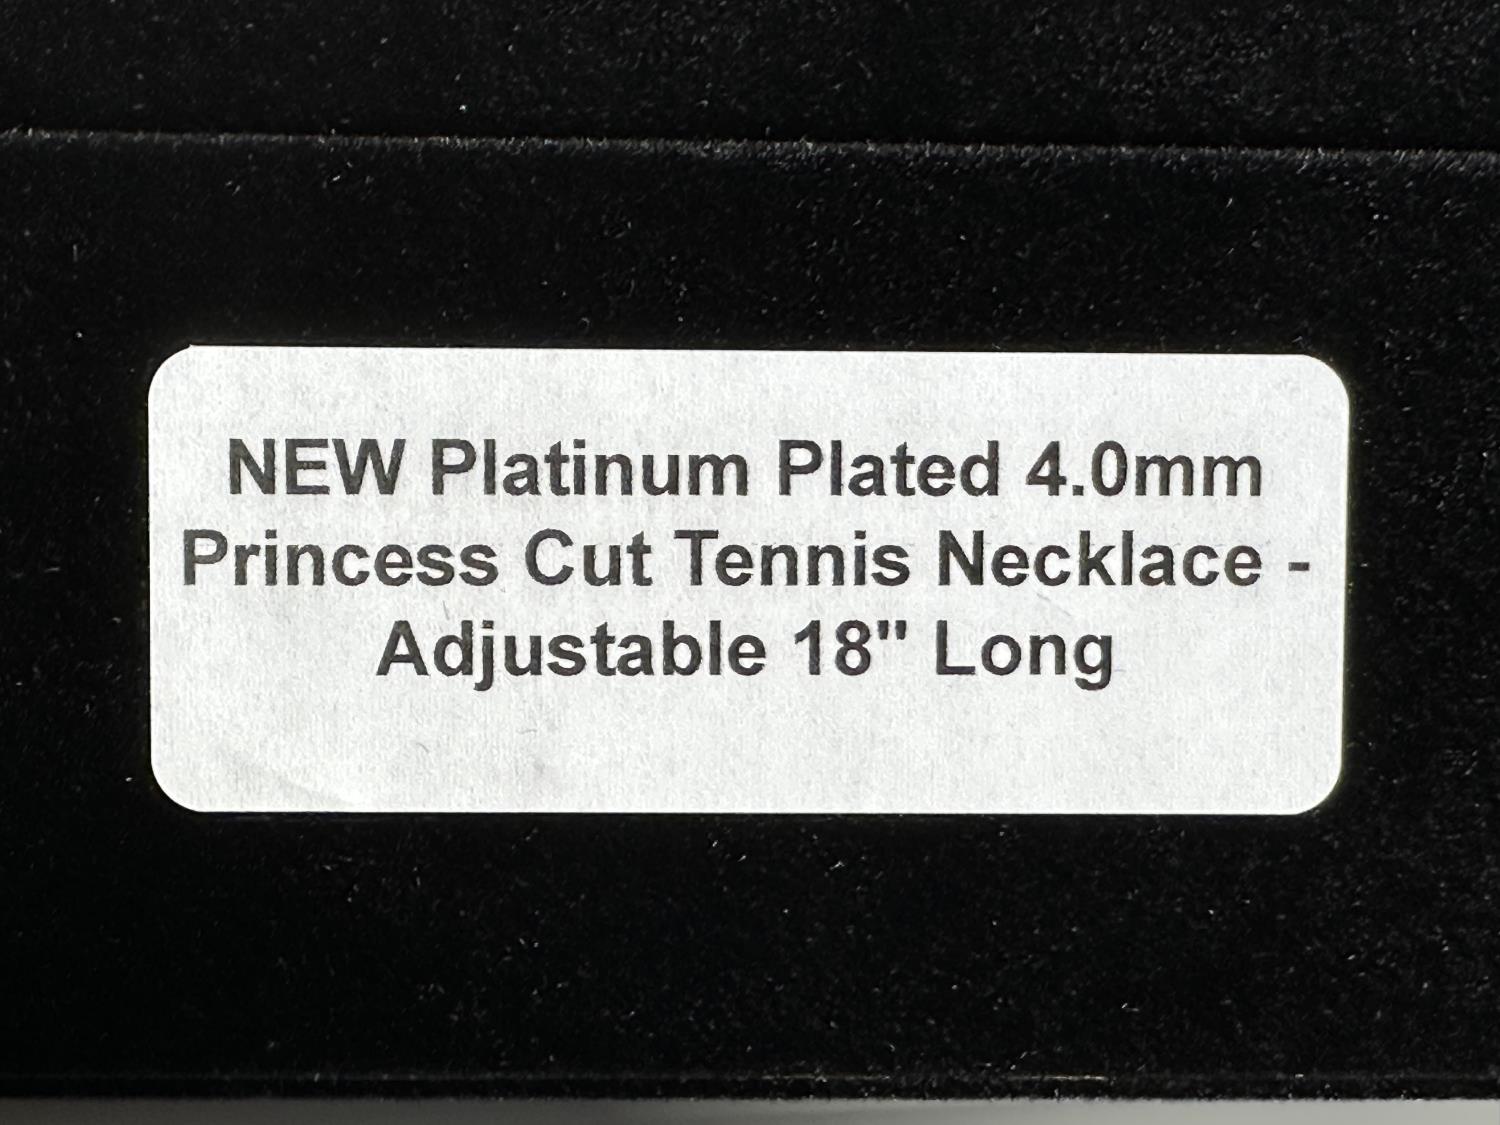 NEW Platinum Plated 4.0mm
Princess Cut Tennis Necklace -
Adjustable 18" Long